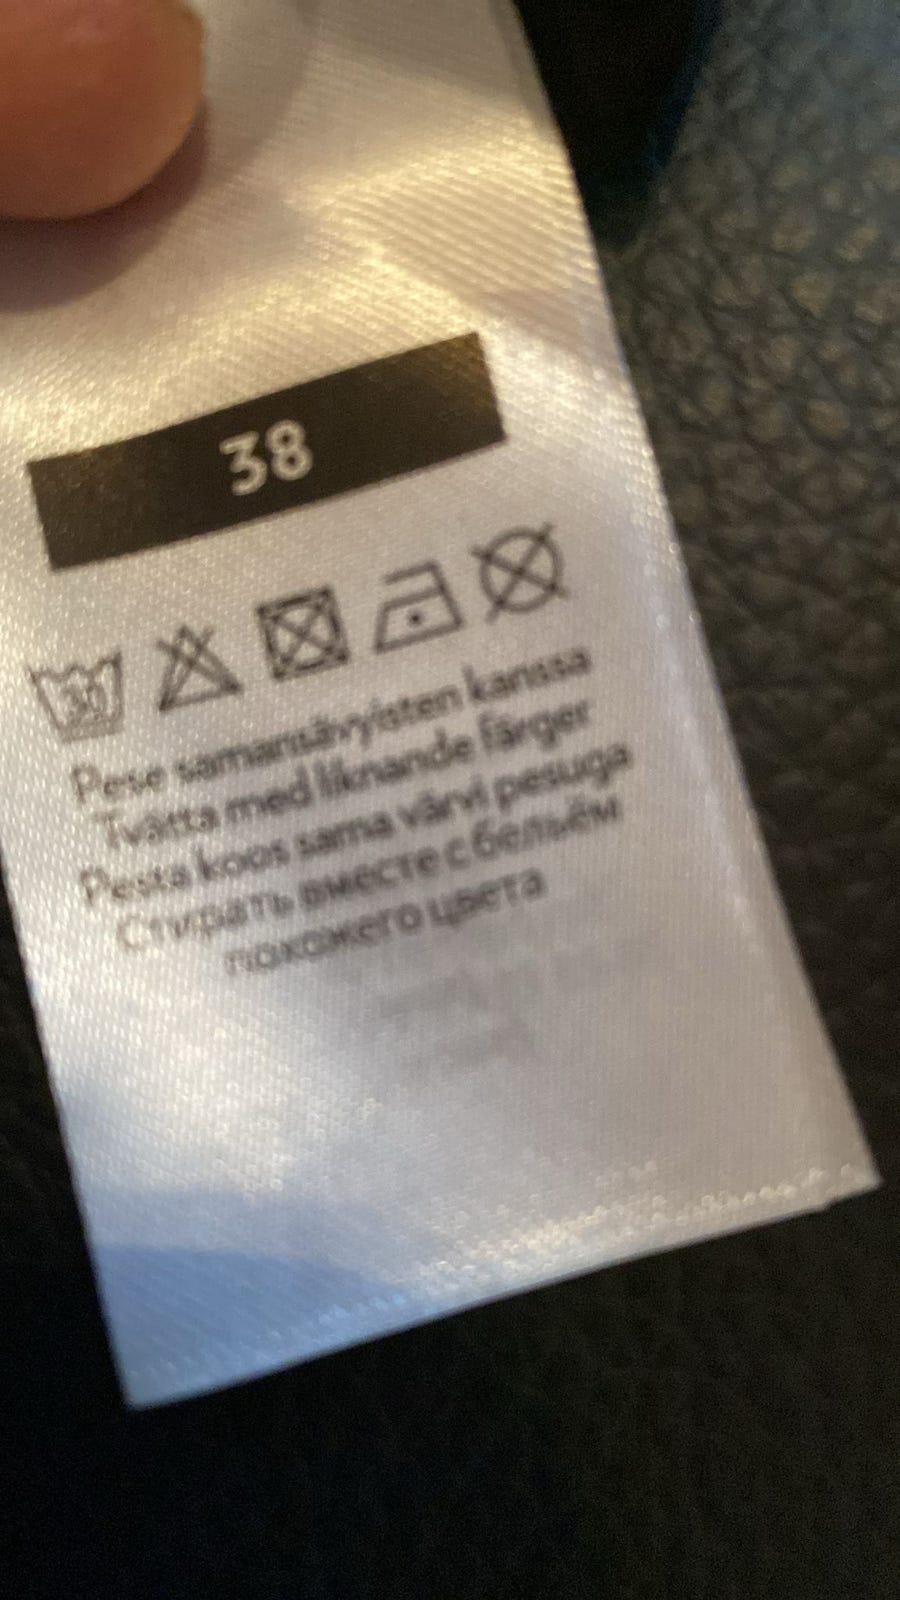 38
30
Pese samansävyisten kanssa
Tvätta med liknande färger
Pesta koos sama värvi pesuga
Стирать вместе с бельём
похожего цвета